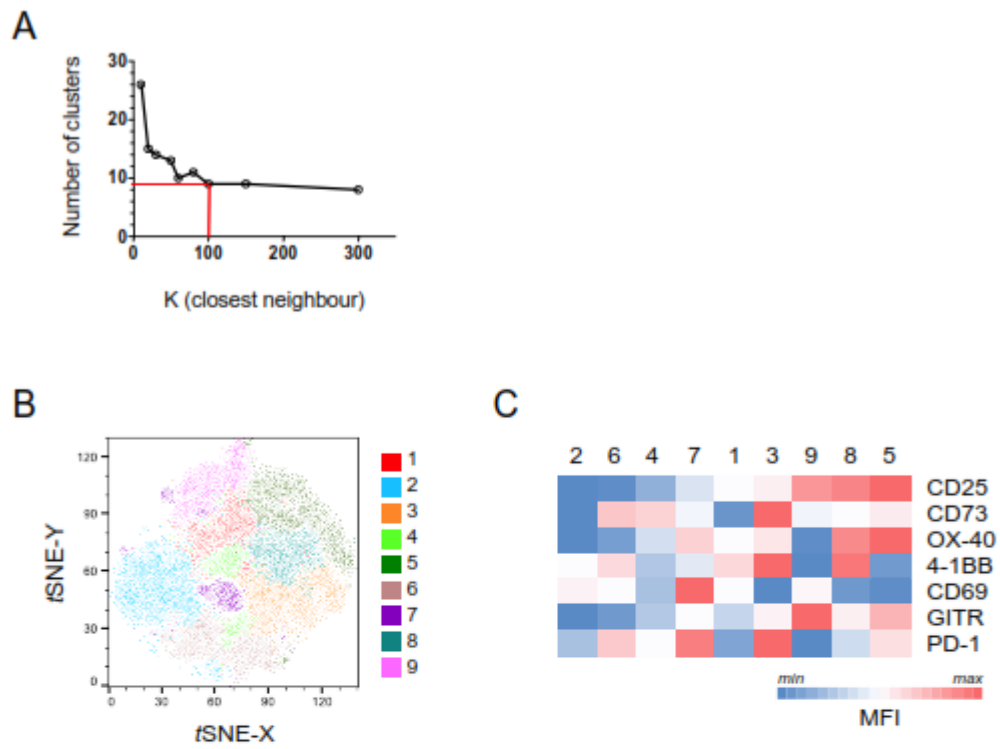 A
Number of clusters
30
20
10
0
0 100 200 300
K (closest neighbour)
B
tSNE-Y
120
90
60
30
0
0 30 60 90 120
tSNE-X
1
2
3
4
5
6
7
8
9
C
2 6 4 7 1 3 9 8 5
CD25
CD73
OX-40
4-1BB
CD69
GITR
PD-1
min max
MFI